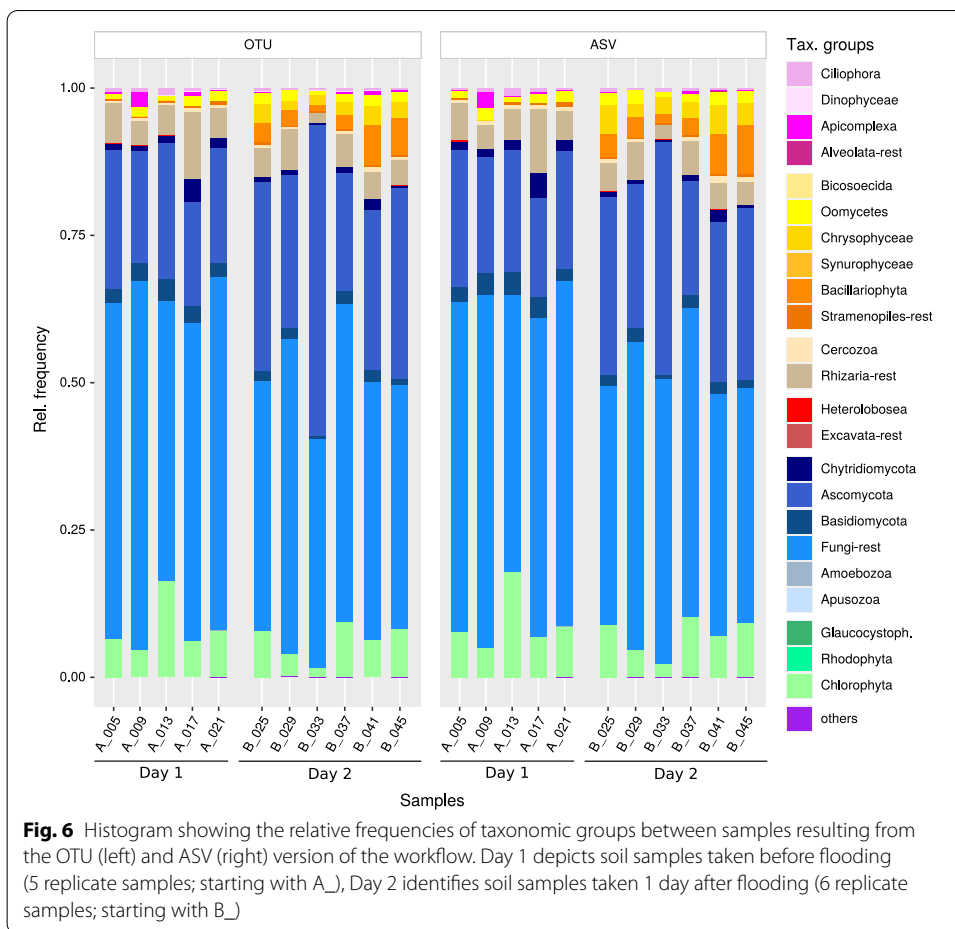 OTU
ASV
Tax. groups
Ciliophora
Dinophyceae
Apicomplexa
Alveolata-rest
Bicosoecida
Oomycetes
Chrysophyceae
Synurophyceae
Bacillariophyta
Stramenopiles-rest
Cercozoa
Rhizaria-rest
Heterolobosea
Excavata-rest
Chytridiomycota
Ascomycota
Basidiomycota
Fungi-rest
Amoebozoa
Apusozoa
Glaucocystoph.
Rhodophyta
Chlorophyta
others
Rel. frequency
1.00
0.75
0.50
0.25
0.00
A_005 A_009 A_013 A_017 A_021 B_025 B_029 B_033 B_037 B_041 B_045 A_005 A_009 A_013 A_017 A_021 B_025 B_029 B_033 B_037 B_041 B_045
Day 1 Day 2 Day 1 Day 2
Samples
Fig. 6 Histogram showing the relative frequencies of taxonomic groups between samples resulting from
the OTU (left) and ASV (right) version of the workflow. Day 1 depicts soil samples taken before flooding
(5 replicate samples; starting with A_), Day 2 identifies soil samples taken 1 day after flooding (6 replicate
samples; starting with B_)